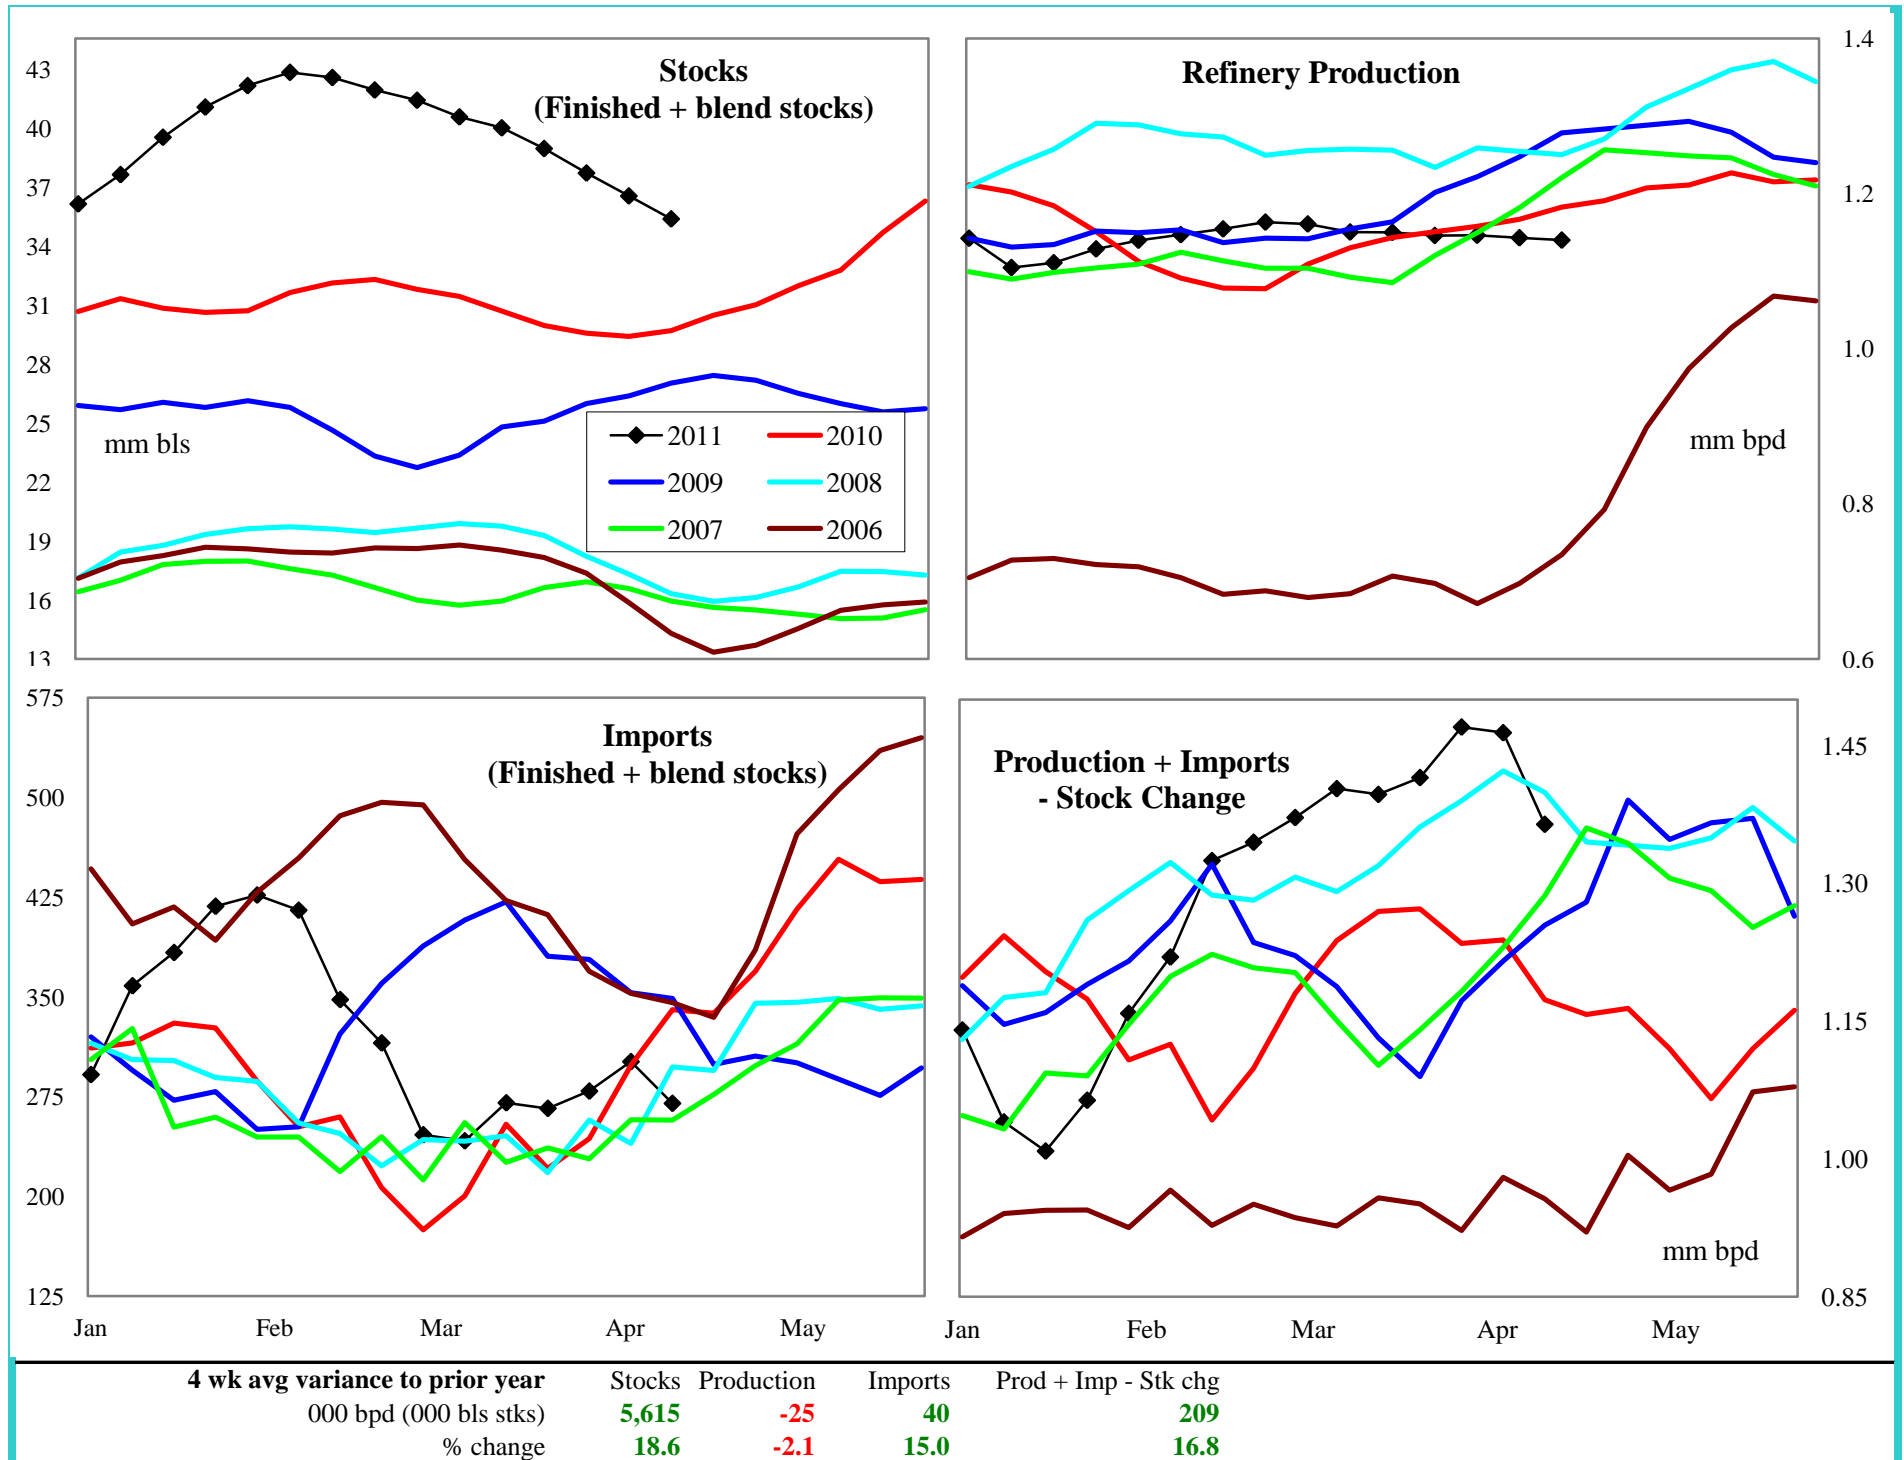 Stocks
(Finished + blend stocks)
43
40
37
34
31
28
25
22
19
16
13
mm bls
2011 2010
2009 2008
2007 2006
Refinery Production
1.4
1.2
1.0
0.8
0.6
mm bpd
Imports
(Finished + blend stocks)
575
500
425
350
275
200
125
Jan Feb Mar Apr May
Production + Imports
- Stock Change
1.45
1.30
1.15
1.00
0.85
mm bpd
Jan Feb Mar Apr May
4 wk avg variance to prior year Stocks Production Imports Prod + Imp - Stk chg
000 bpd (000 bls stks) 5,615 -25 40 209
% change 18.6 -2.1 15.0 16.8